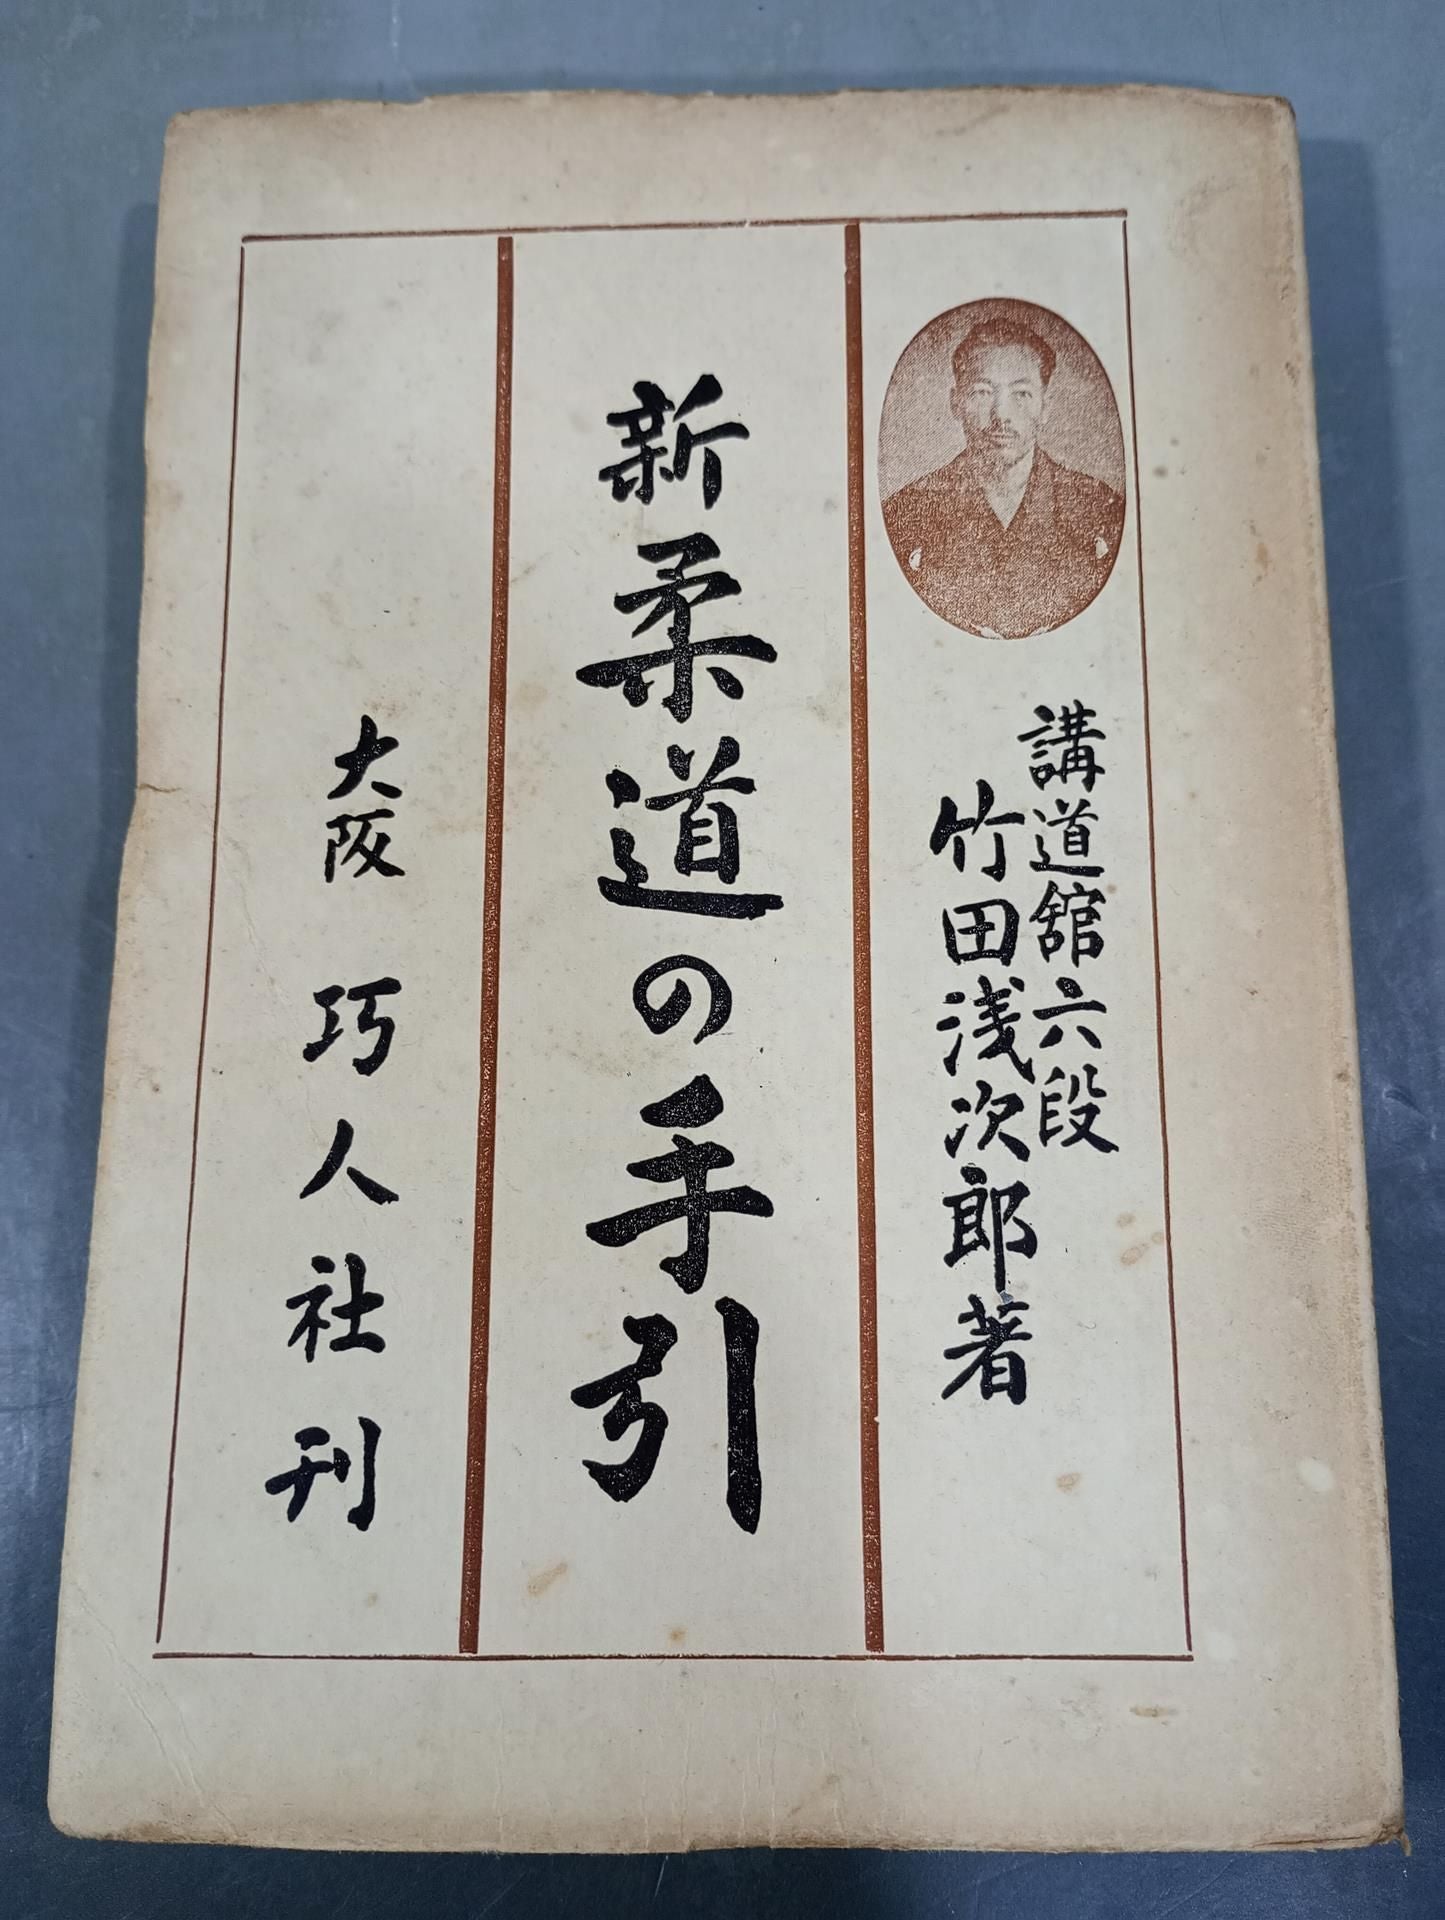 講道舘六段
竹田浅次郎著
新柔道の手引
大阪 巧人社刊